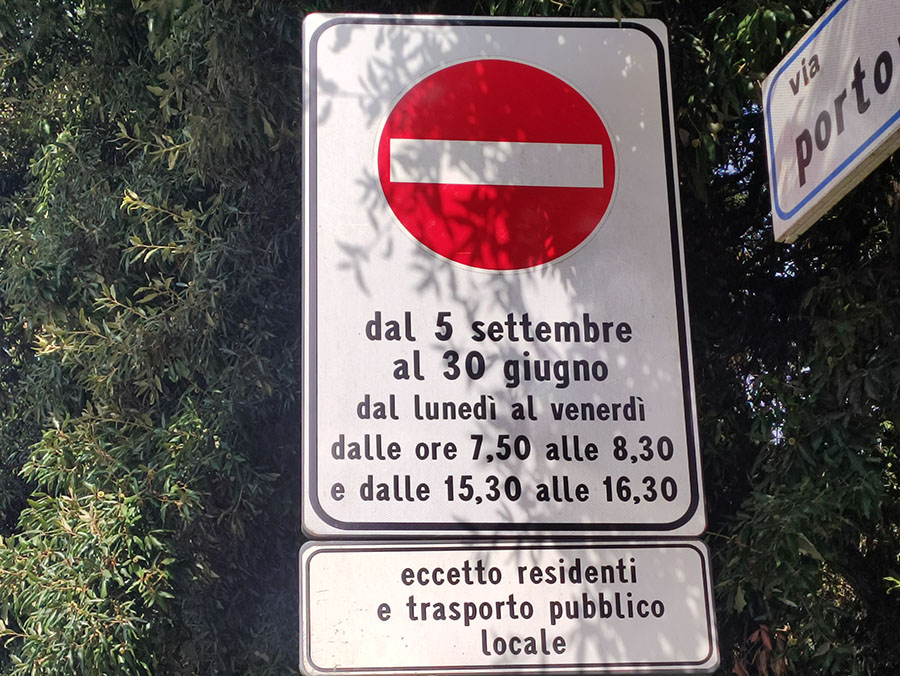 via
dal 5 settembre
al 30 giugno
dal lunedì al venerdì
dalle ore 7,50 alle 8,30
e dalle 15,30 alle 16,30
eccetto residenti
e trasporto pubblico
locale